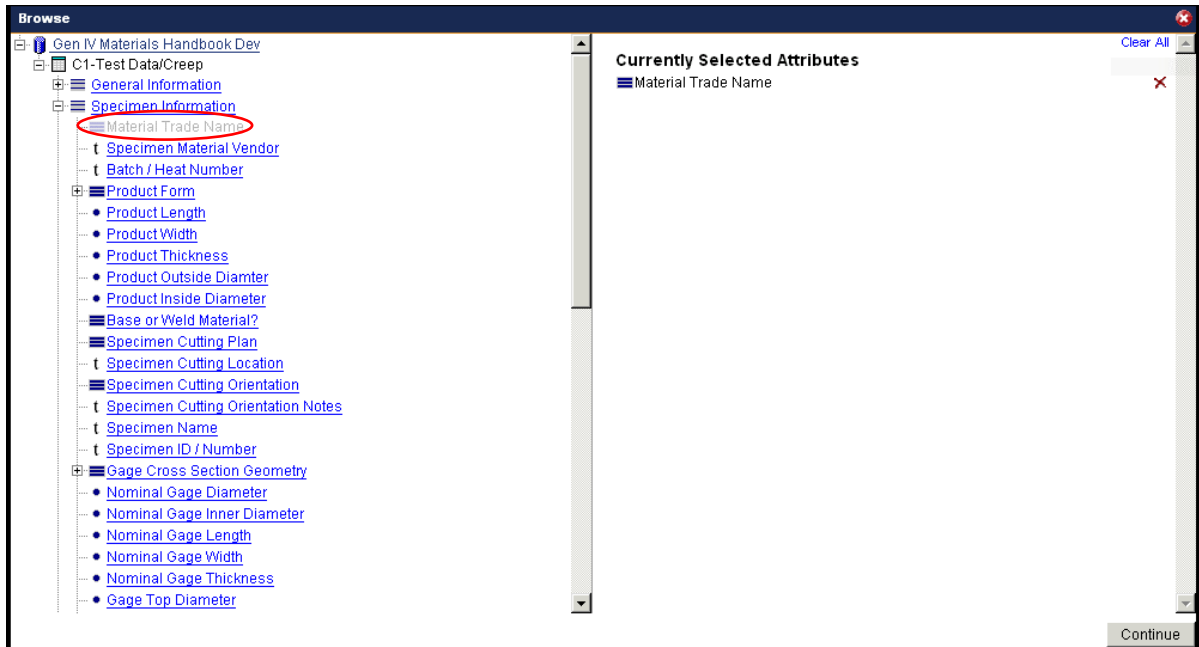 Browse
Gen IV Materials Handbook Dev
C1-Test Data/Creep
General Information
Specimen Information
Material Trade Name
t Specimen Material Vendor
t Batch / Heat Number
Product Form
Product Length
Product Width
Product Thickness
Product Outside Diamter
Product Inside Diameter
Base or Weld Material?
Specimen Cutting Plan
t Specimen Cutting Location
Specimen Cutting Orientation
t Specimen Cutting Orientation Notes
t Specimen Name
t Specimen ID / Number
Gage Cross Section Geometry
Nominal Gage Diameter
Nominal Gage Inner Diameter
Nominal Gage Length
Nominal Gage Width
Nominal Gage Thickness
Gage Top Diameter
Clear All
Currently Selected Attributes
Material Trade Name
Continue